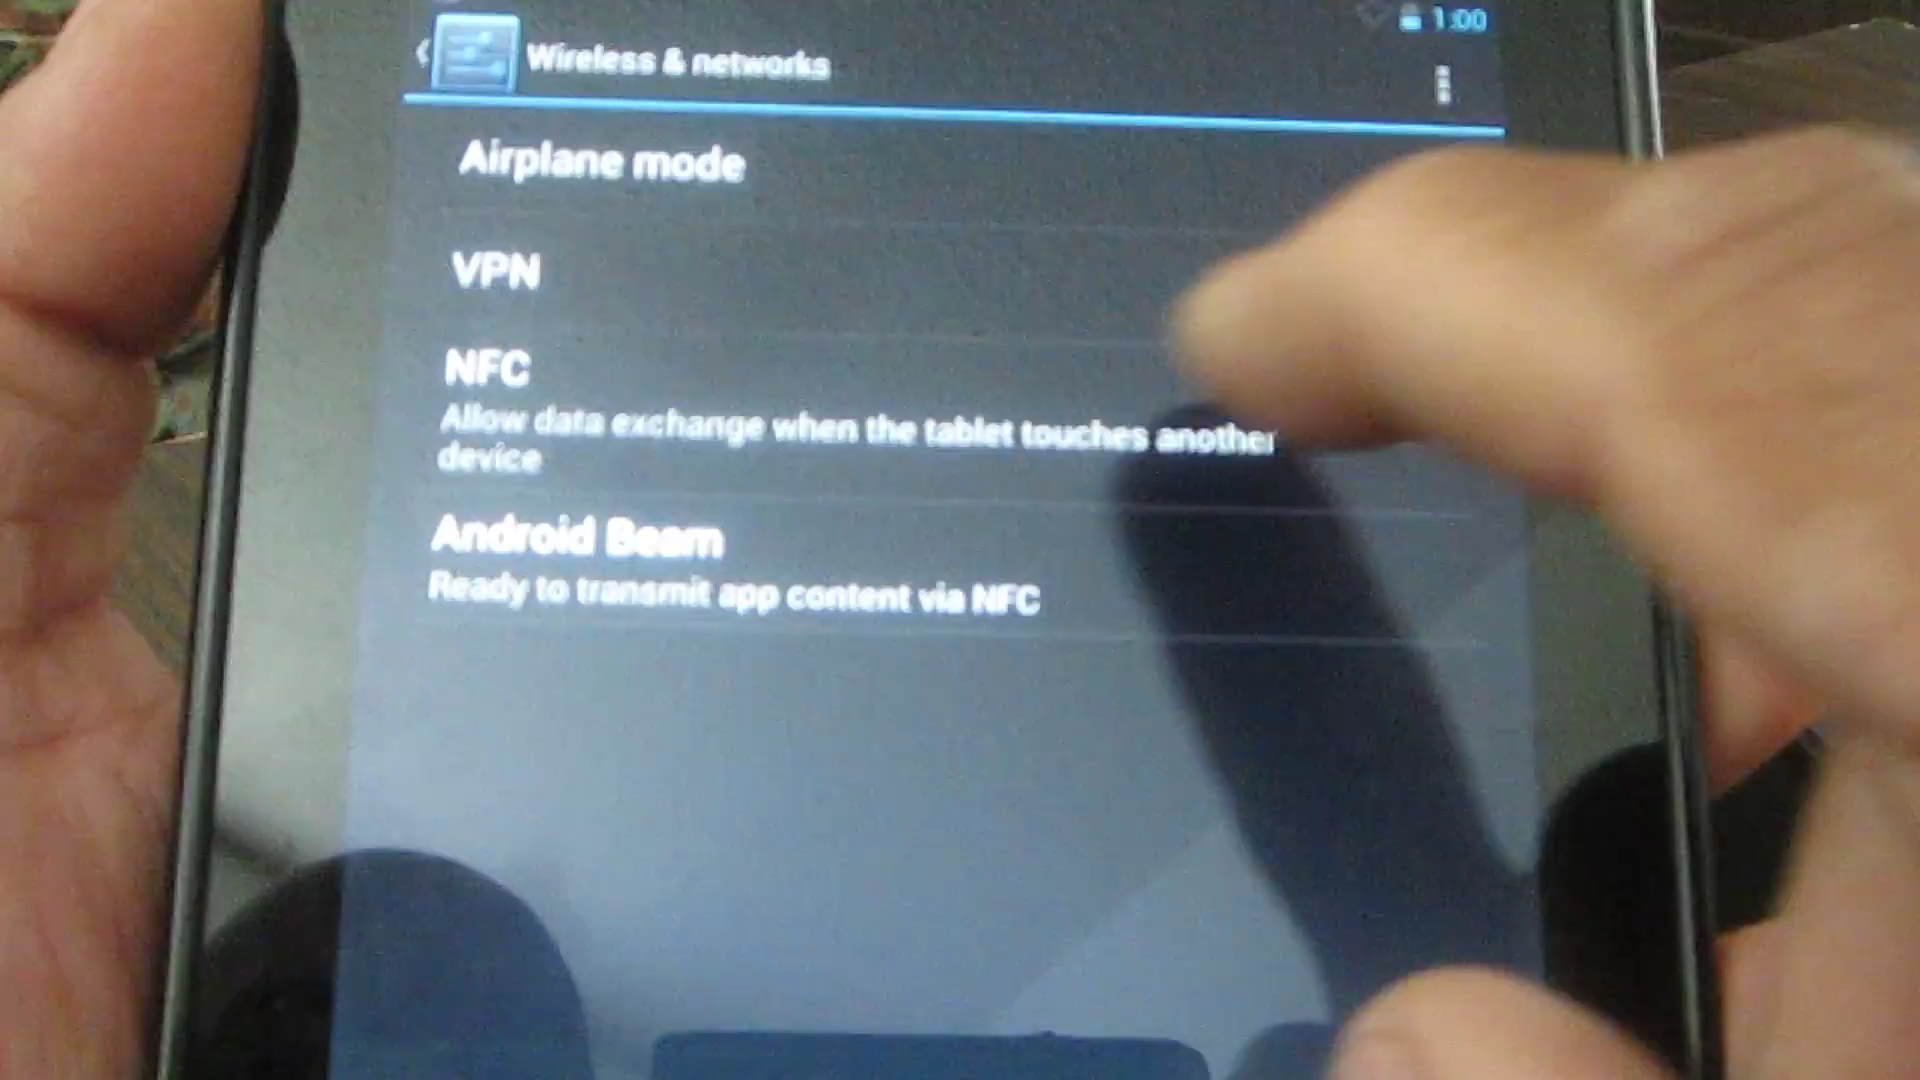 1:00
Wireless & networks
Airplane mode
VPN
NFC
Allow data exchange when the tablet touches another
device
Android Beam
Ready to transmit app content via NFC